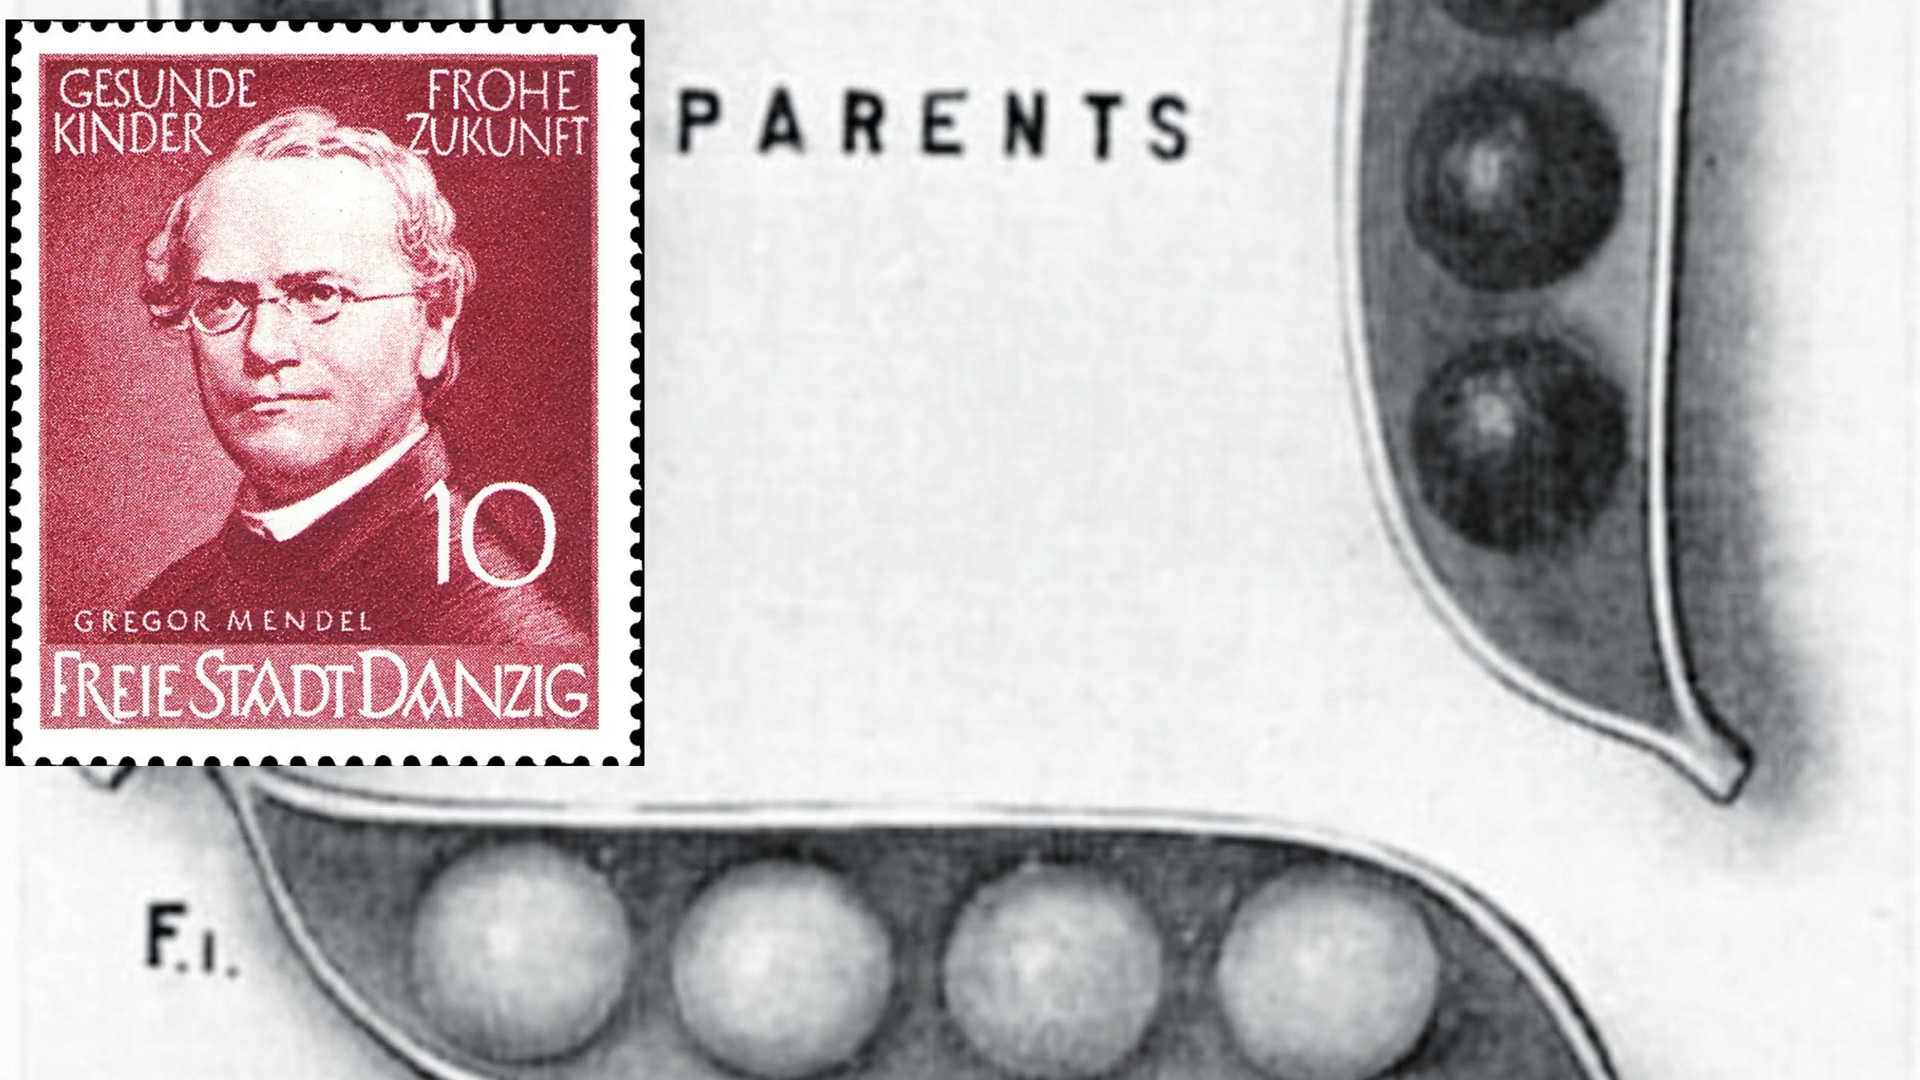 GESUNDE
KINDER
FROHE
ZUKUNFT
10
GREGOR MENDEL
FREIE STADT DANZIG
PARENTS
F.1.